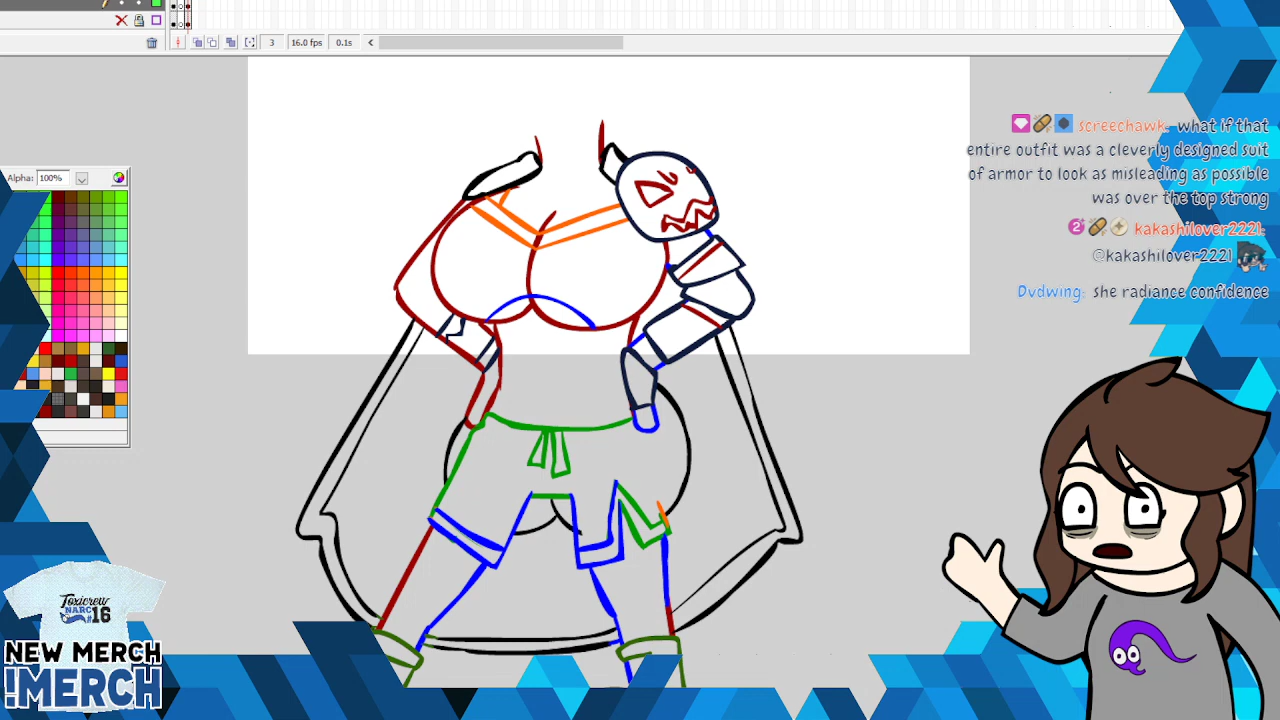 3 16.0 fps 0.1s
Alpha: 100%
screechawk: what if that
entire outfit was a cleverly designed suit
of armor to look as misleading as possible
was over the top strong
2 kakashilover2221:
@kakashilover2221
Dvdwing: she radiance confidence
Toxicrew
NARC
#16
NEW MERCH
!MERCH